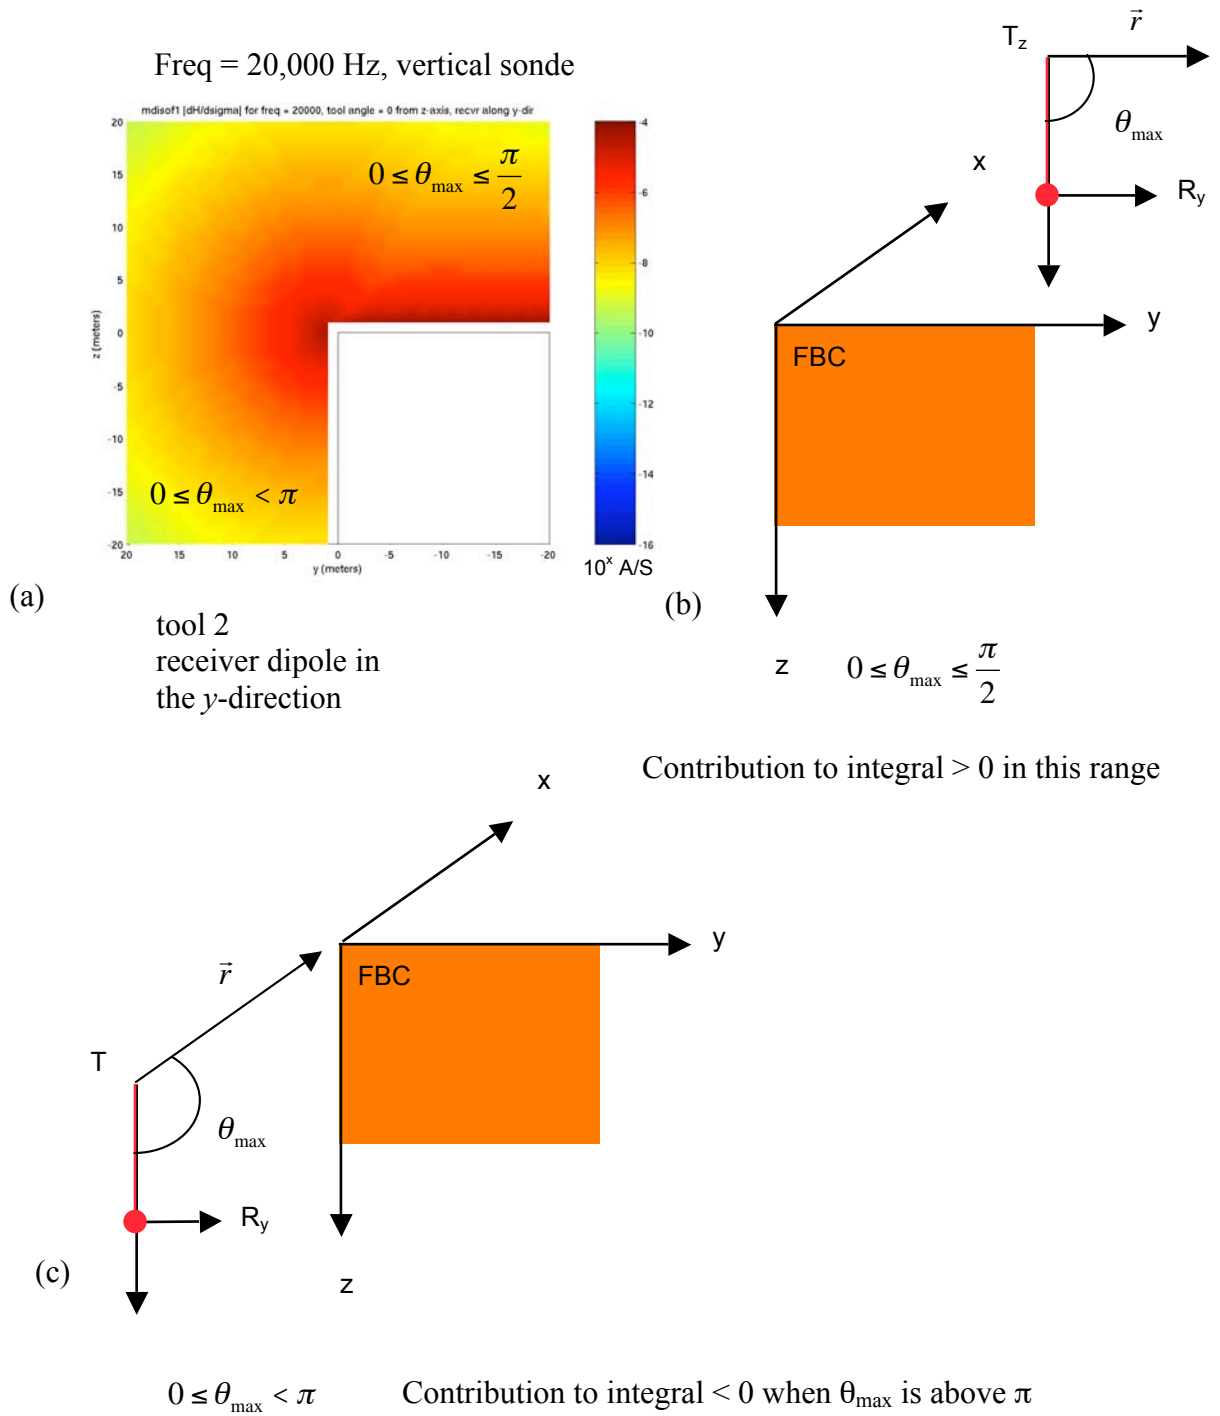 Freq = 20,000 Hz, vertical sonde
mdisof1 |dH/dsigma| for freq = 20000, tool angle = 0 from z-axis, recvr along y-dir
20
15
10
5
0
-5
-10
-15
-20
z (meters)
20
15
10
5
0
-5
-10
-15
-20
y (meters)
0 ≤ θmax ≤ π/2
0 ≤ θmax < π
-4
-6
-8
-10
-12
-14
-16
10^x A/S
(a)
tool 2
receiver dipole in
the y-direction
Tz
r⃗
θmax
x
Ry
y
FBC
(b)
z
0 ≤ θmax ≤ π/2
Contribution to integral > 0 in this range
x
y
r⃗
FBC
T
θmax
Ry
(c)
z
0 ≤ θmax < π
Contribution to integral < 0 when θmax is above π